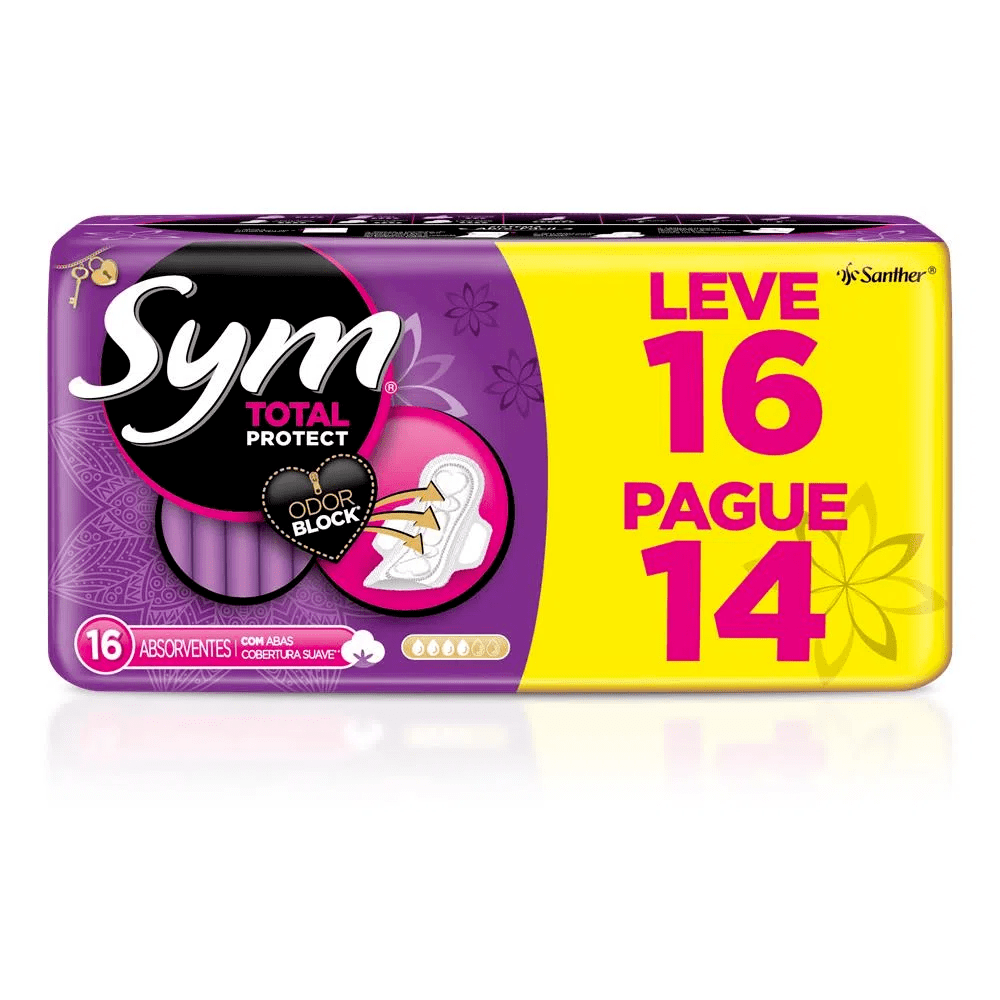 Sym®
TOTAL
PROTECT
ODOR
BLOCK*
16 ABSORVENTES
COM ABAS
COBERTURA SUAVE**
Santher®
LEVE
16
PAGUE
14